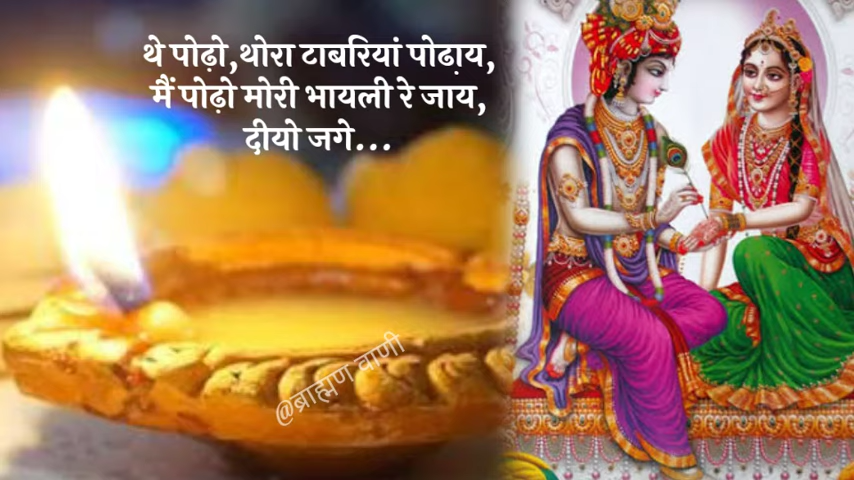 थे पोढ़ो,थोरा टाबरियां पोढा़य,
मैं पोढ़ो मोरी भायली रे जाय,
दीयो जगे...
@ब्राह्मण वाणी